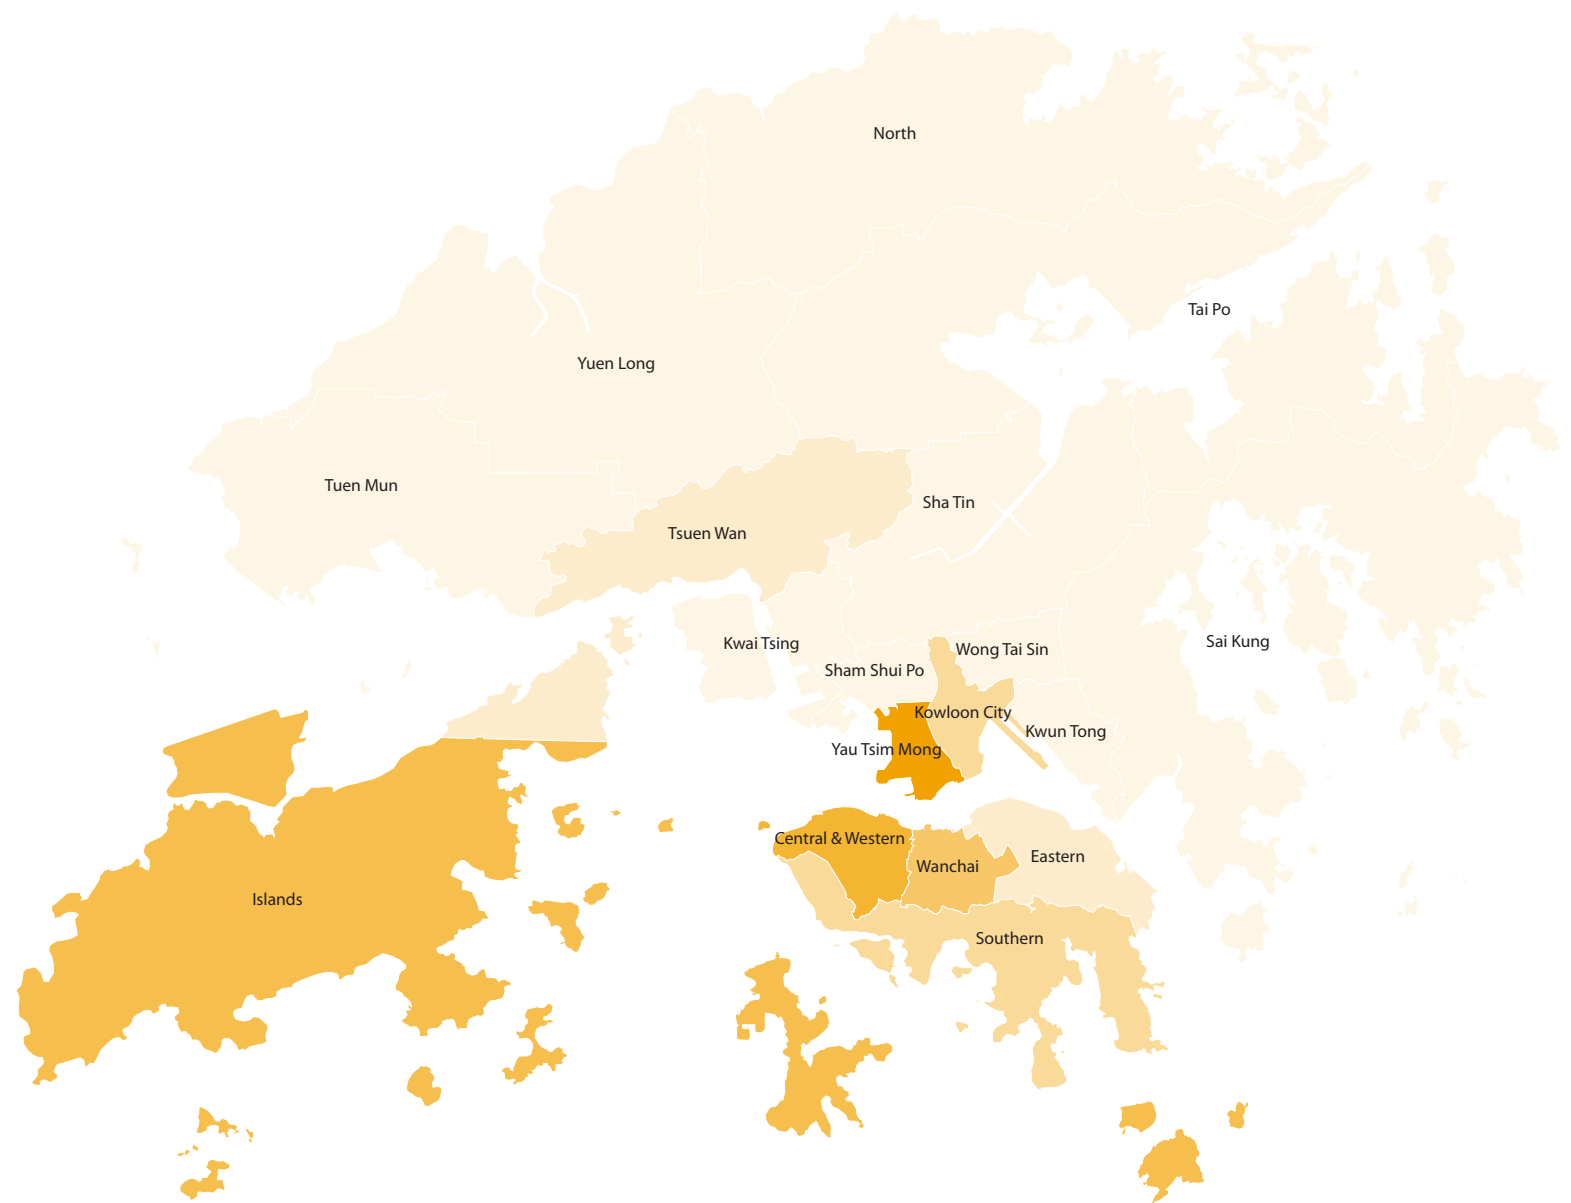 North
Tai Po
Yuen Long
Tuen Mun
Sha Tin
Tsuen Wan
Kwai Tsing
Wong Tai Sin
Sai Kung
Sham Shui Po
Kowloon City
Kwun Tong
Yau Tsim Mong
Central & Western
Eastern
Wanchai
Islands
Southern